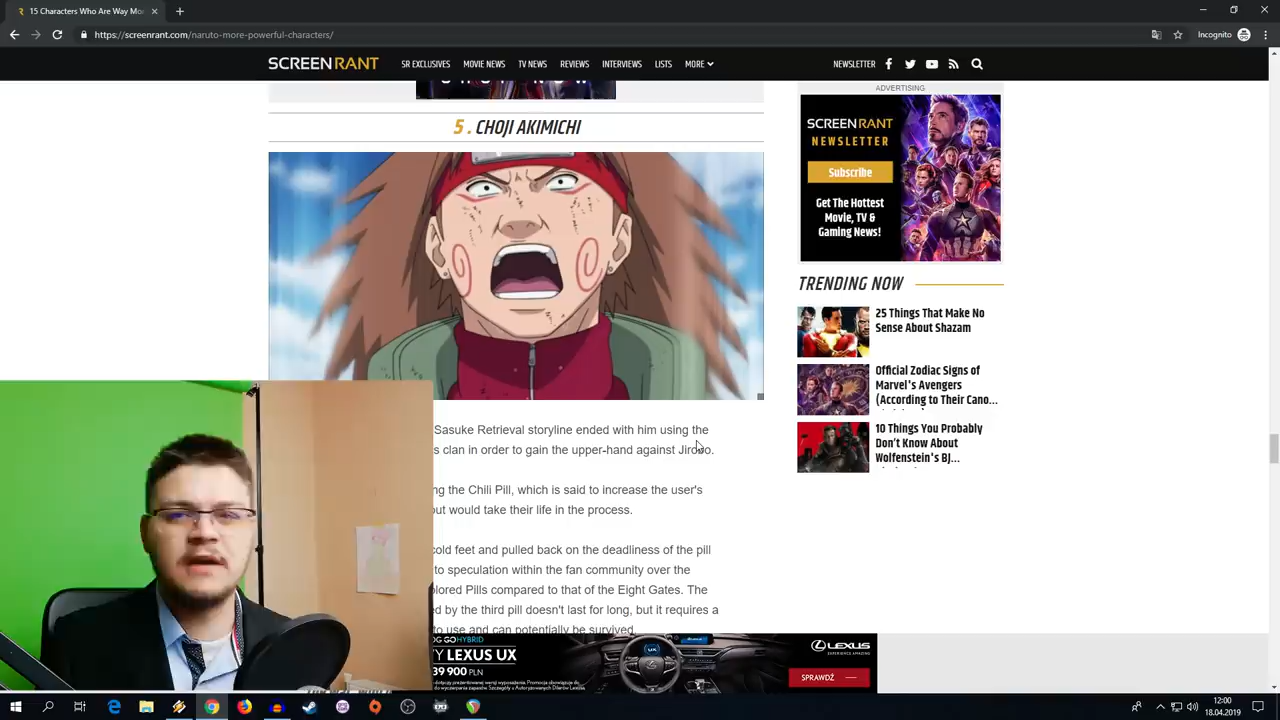 15 Characters Who Are Way Mo
https://screenrant.com/naruto-more-powerful-characters/
Incognito
SCREENRANT
SR EXCLUSIVES
MOVIE NEWS
TV NEWS
REVIEWS
INTERVIEWS
LISTS
MORE
NEWSLETTER
5 . CHOJI AKIMICHI
ADVERTISING
SCREENRANT
NEWSLETTER
Subscribe
Get The Hottest
Movie, TV &
Gaming News!
TRENDING NOW
25 Things That Make No
Sense About Shazam
Official Zodiac Signs of
Marvel's Avengers
(According to Their Cano...
10 Things You Probably
Don't Know About
Wolfenstein's BJ...
Sasuke Retrieval storyline ended with him using the
s clan in order to gain the upper-hand against Jirobo.
ng the Chili Pill, which is said to increase the user's
out would take their life in the process.
cold feet and pulled back on the deadliness of the pill
to speculation within the fan community over the
olored Pills compared to that of the Eight Gates. The
ed by the third pill doesn't last for long, but it requires a
to use and can potentially be survived.
HYBRID
Y LEXUS UX
39 900 PLN
LEXUS
EXPERIENCE AMAZING
SPRAWDŹ
12:00
18.04.2019